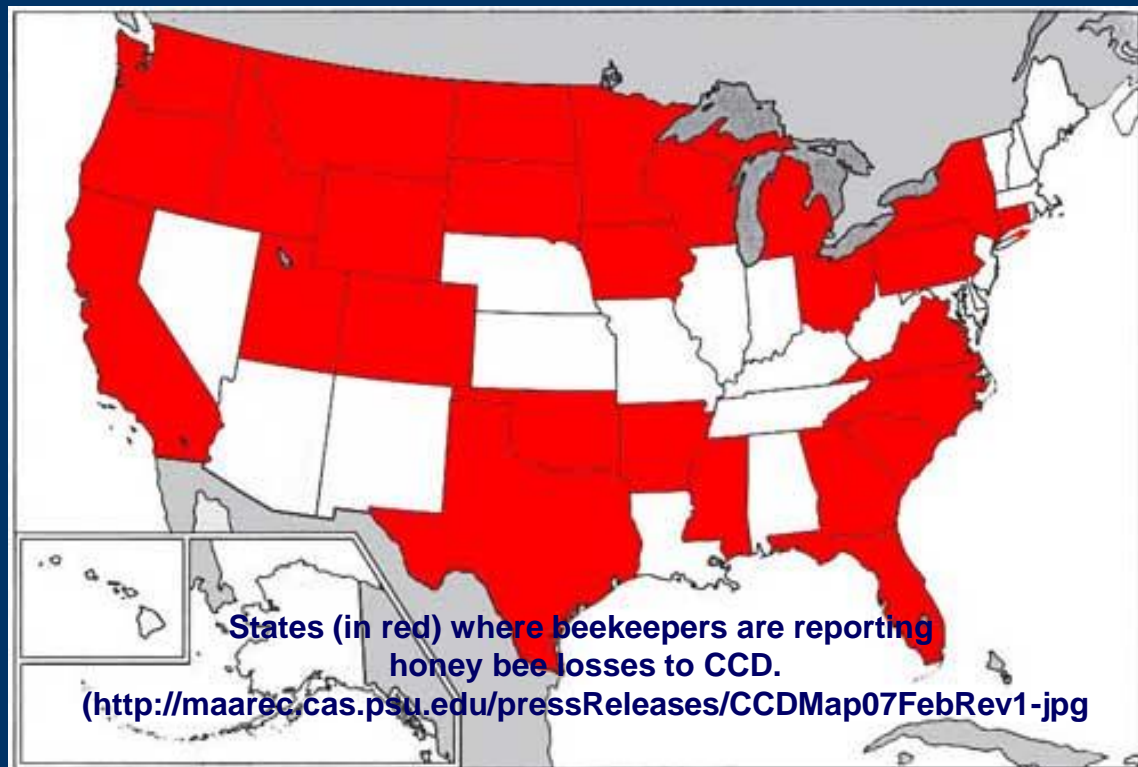 States (in red) where beekeepers are reporting
honey bee losses to CCD.
(http://maarec.cas.psu.edu/pressReleases/CCDMap07FebRev1-jpg